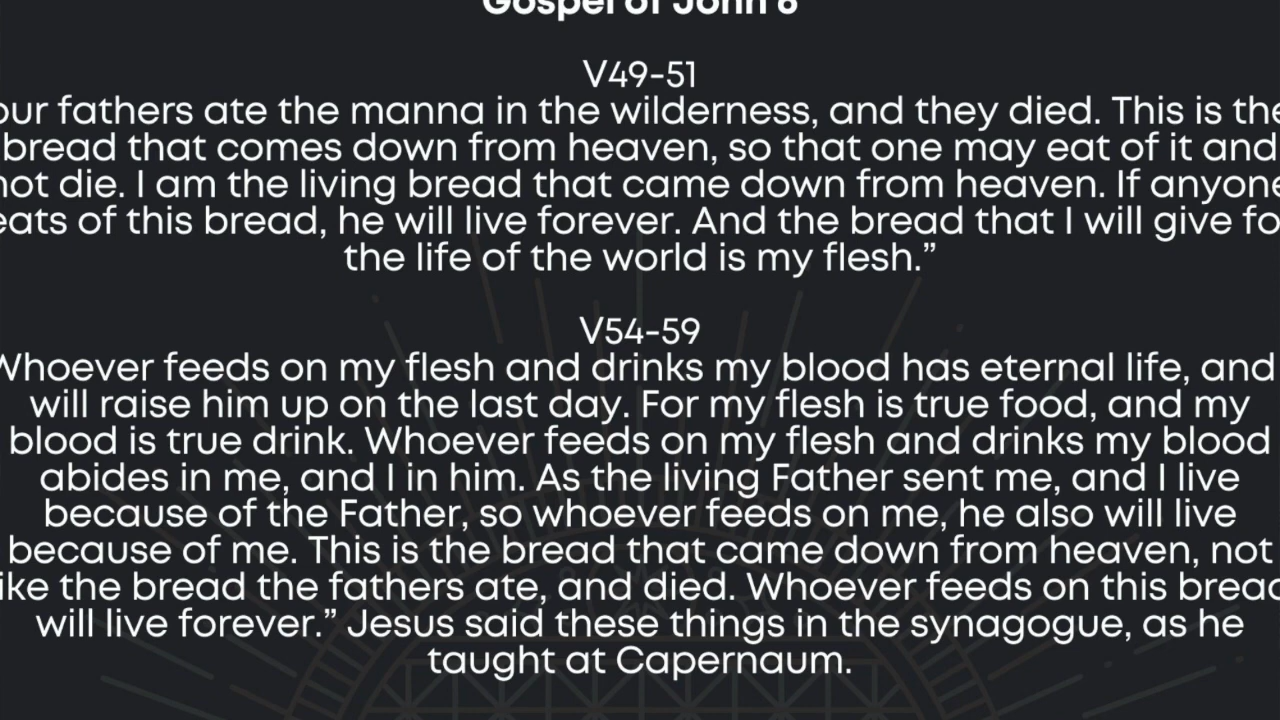 Gospel of John 6
V49-51
our fathers ate the manna in the wilderness, and they died. This is the
bread that comes down from heaven, so that one may eat of it and
not die. I am the living bread that came down from heaven. If anyone
eats of this bread, he will live forever. And the bread that I will give fo
the life of the world is my flesh.”
V54-59
Whoever feeds on my flesh and drinks my blood has eternal life, and
will raise him up on the last day. For my flesh is true food, and my
blood is true drink. Whoever feeds on my flesh and drinks my blood
abides in me, and I in him. As the living Father sent me, and I live
because of the Father, so whoever feeds on me, he also will live
because of me. This is the bread that came down from heaven, not
ike the bread the fathers ate, and died. Whoever feeds on this bread
will live forever.” Jesus said these things in the synagogue, as he
taught at Capernaum.